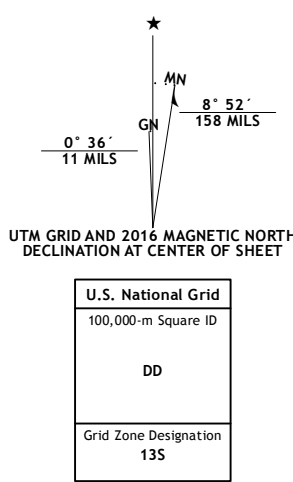 ★
MN
8° 52´
158 MILS
GN
0° 36´
11 MILS
UTM GRID AND 2016 MAGNETIC NORTH
DECLINATION AT CENTER OF SHEET
U.S. National Grid
100,000-m Square ID
DD
Grid Zone Designation
13S